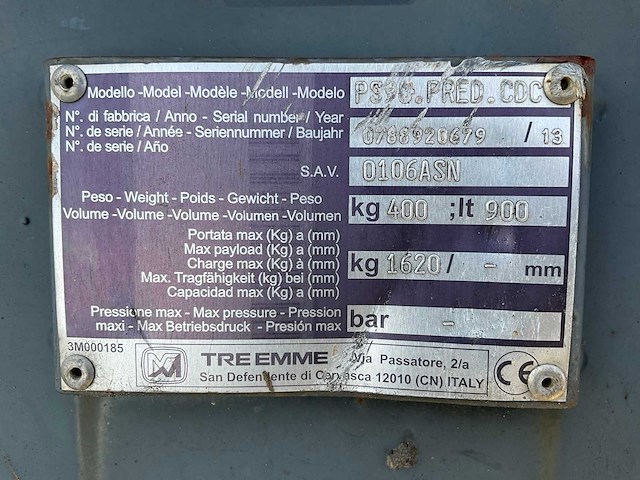 Modello -Model -Modèle -Modell -Modelo PS90.PRED.CDC
N°. di fabbrica / Anno - Serial number / Year
N°. de serie / Année - Seriennummer / Baujahr 0788920679 / 13
N°. de série / Año
S.A.V. 0106ASN
Peso - Weight - Poids - Gewicht - Peso
Volume -Volume -Volume -Volumen -Volumen kg 400 ;lt 900
Portata max (Kg) a (mm)
Max payload (Kg) a (mm)
Charge max (Kg) à (mm) kg 1620/ - mm
Max. Tragfähigkeit (kg) bei (mm)
Capacidad max (Kg) a (mm)
Pressione max - Max pressure - Pression
maxi - Max Betriebsdruck - Presión max bar -
3M000185
TRE EMME Via Passatore, 2/a
San Defendente di Cervasca 12010 (CN) ITALY
CE